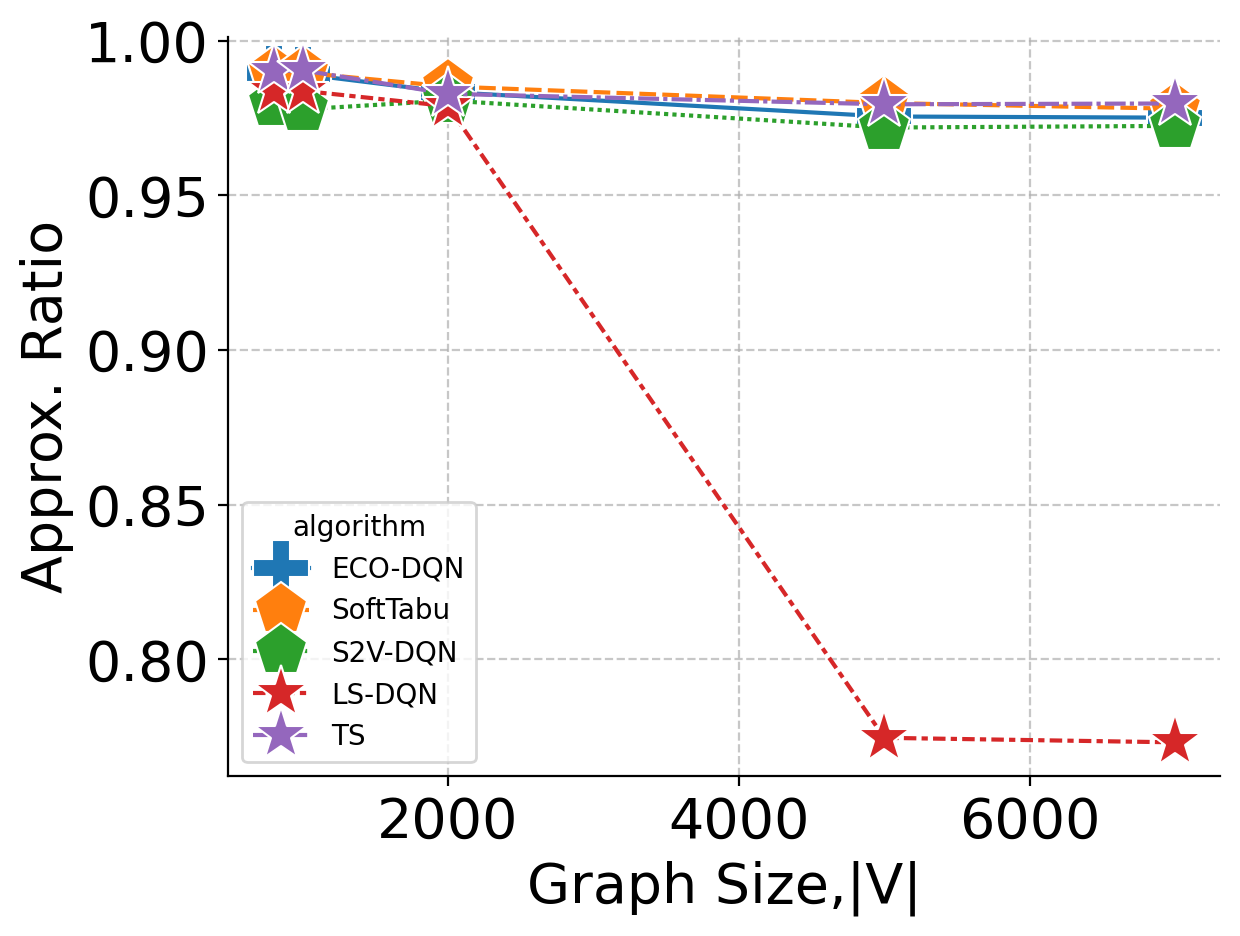 1.00
0.95
0.90
0.85
0.80
Approx. Ratio
algorithm
ECO-DQN
SoftTabu
S2V-DQN
LS-DQN
TS
2000 4000 6000
Graph Size,|V|